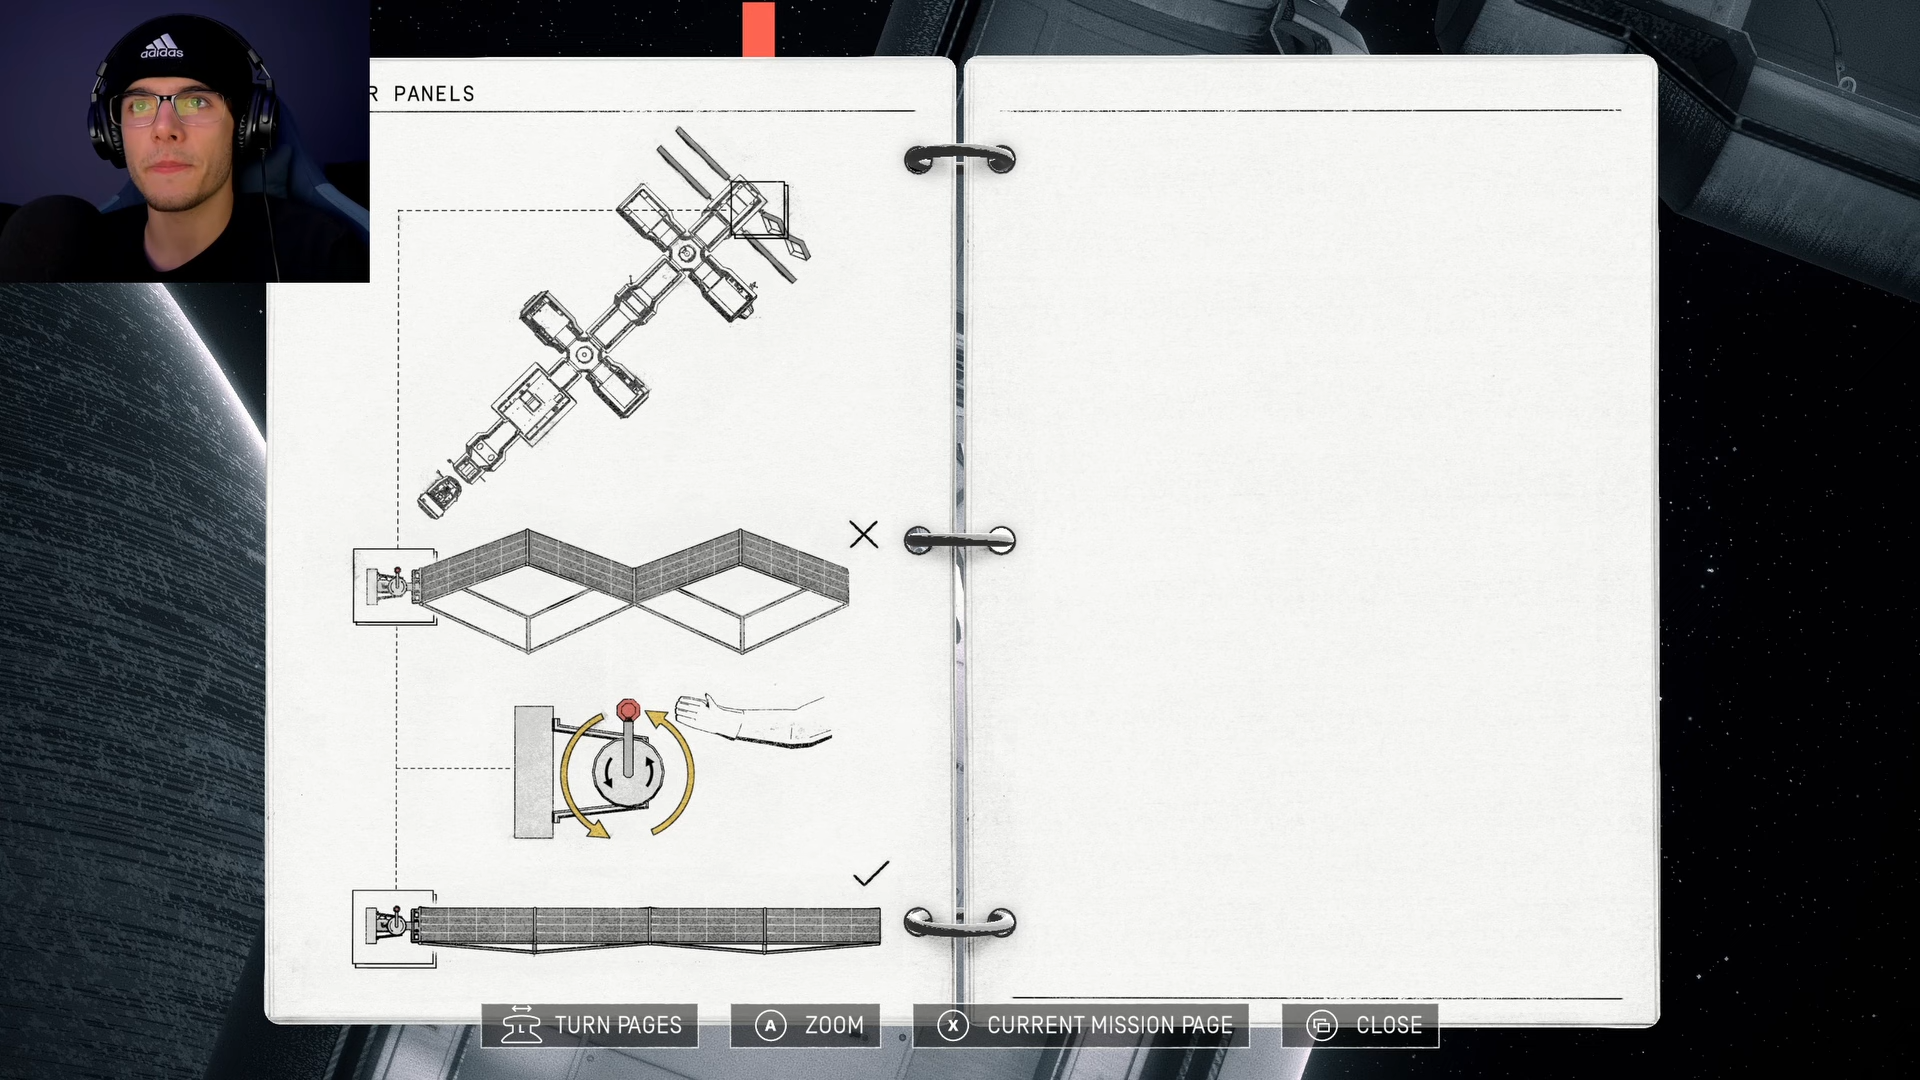 adidas
R PANELS
L TURN PAGES
A ZOOM
X CURRENT MISSION PAGE
CLOSE